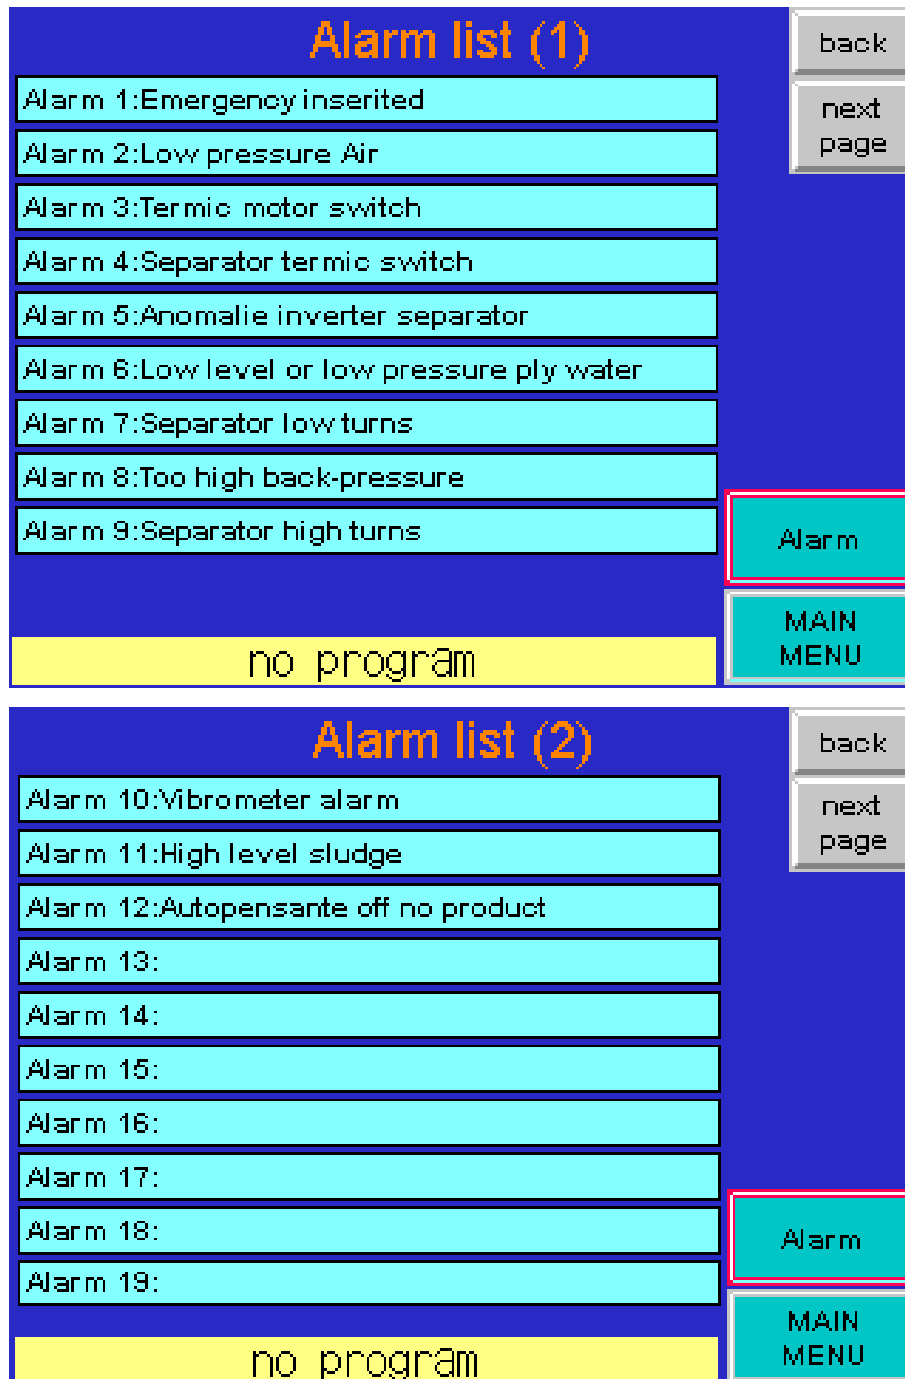 Alarm list (1)
back
Alarm 1:Emergency inserited
next
page
Alarm 2:Low pressure Air
Alarm 3:Termic motor switch
Alarm 4:Separator termic switch
Alarm 5:Anomalie inverter separator
Alarm 6:Low level or low pressure ply water
Alarm 7:Separator low turns
Alarm 8:Too high back-pressure
Alarm 9:Separator high turns
Alarm
MAIN
MENU
no program
Alarm list (2)
back
Alarm 10:Vibrometer alarm
next
page
Alarm 11:High level sludge
Alarm 12:Autopensante off no product
Alarm 13:
Alarm 14:
Alarm 15:
Alarm 16:
Alarm 17:
Alarm 18:
Alarm
Alarm 19:
MAIN
MENU
no program